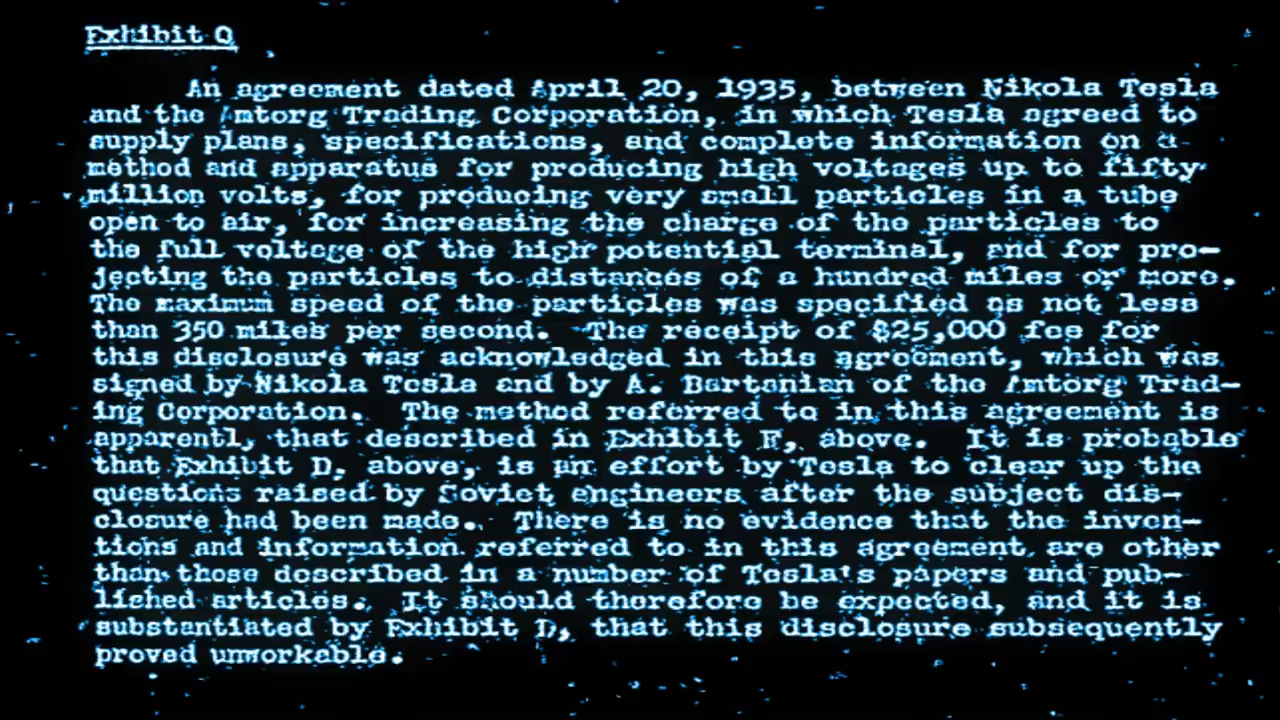 Exhibit Q
An agreement dated April 20, 1935, between Nikola Tesla
and the Amtorg Trading Corporation, in which Tesla agreed to
supply plans, specifications, and complete information on a
method and apparatus for producing high voltages up to fifty
million volts, for producing very small particles in a tube
open to air, for increasing the charge of the particles to
the full voltage of the high potential terminal, and for pro-
jecting the particles to distances of a hundred miles or more.
The maximum speed of the particles was specified as not less
than 350 miles per second. The receipt of $25,000 fee for
this disclosure was acknowledged in this agreement, which was
signed by Nikola Tesla and by A. Bartanian of the Amtorg Trad-
ing Corporation. The method referred to in this agreement is
apparently that described in Exhibit F, above. It is probable
that Exhibit D, above, is an effort by Tesla to clear up the
questions raised by Soviet engineers after the subject dis-
closure had been made. There is no evidence that the inven-
tions and information referred to in this agreement are other
than those described in a number of Tesla's papers and pub-
lished articles. It should therefore be expected, and it is
substantiated by Exhibit D, that this disclosure subsequently
proved unworkable.